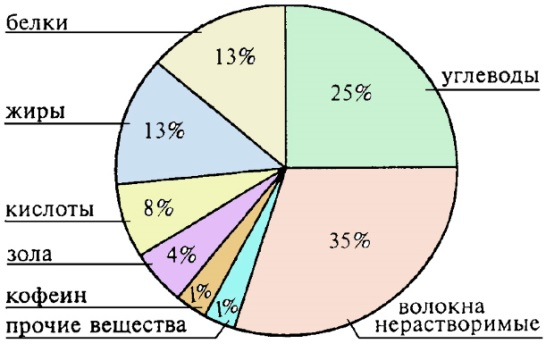 белки
13%
углеводы
25%
жиры
13%
кислоты
8%
35%
зола
4%
кофеин
1%
1%
прочие вещества
волокна
нерастворимые